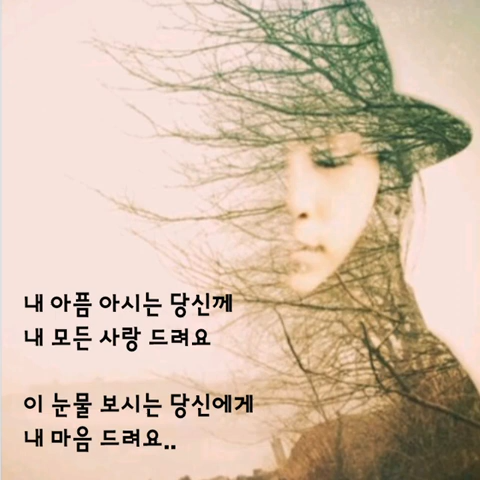 내 아픔 아시는 당신께
내 모든 사랑 드려요
이 눈물 보시는 당신에게
내 마음 드려요..